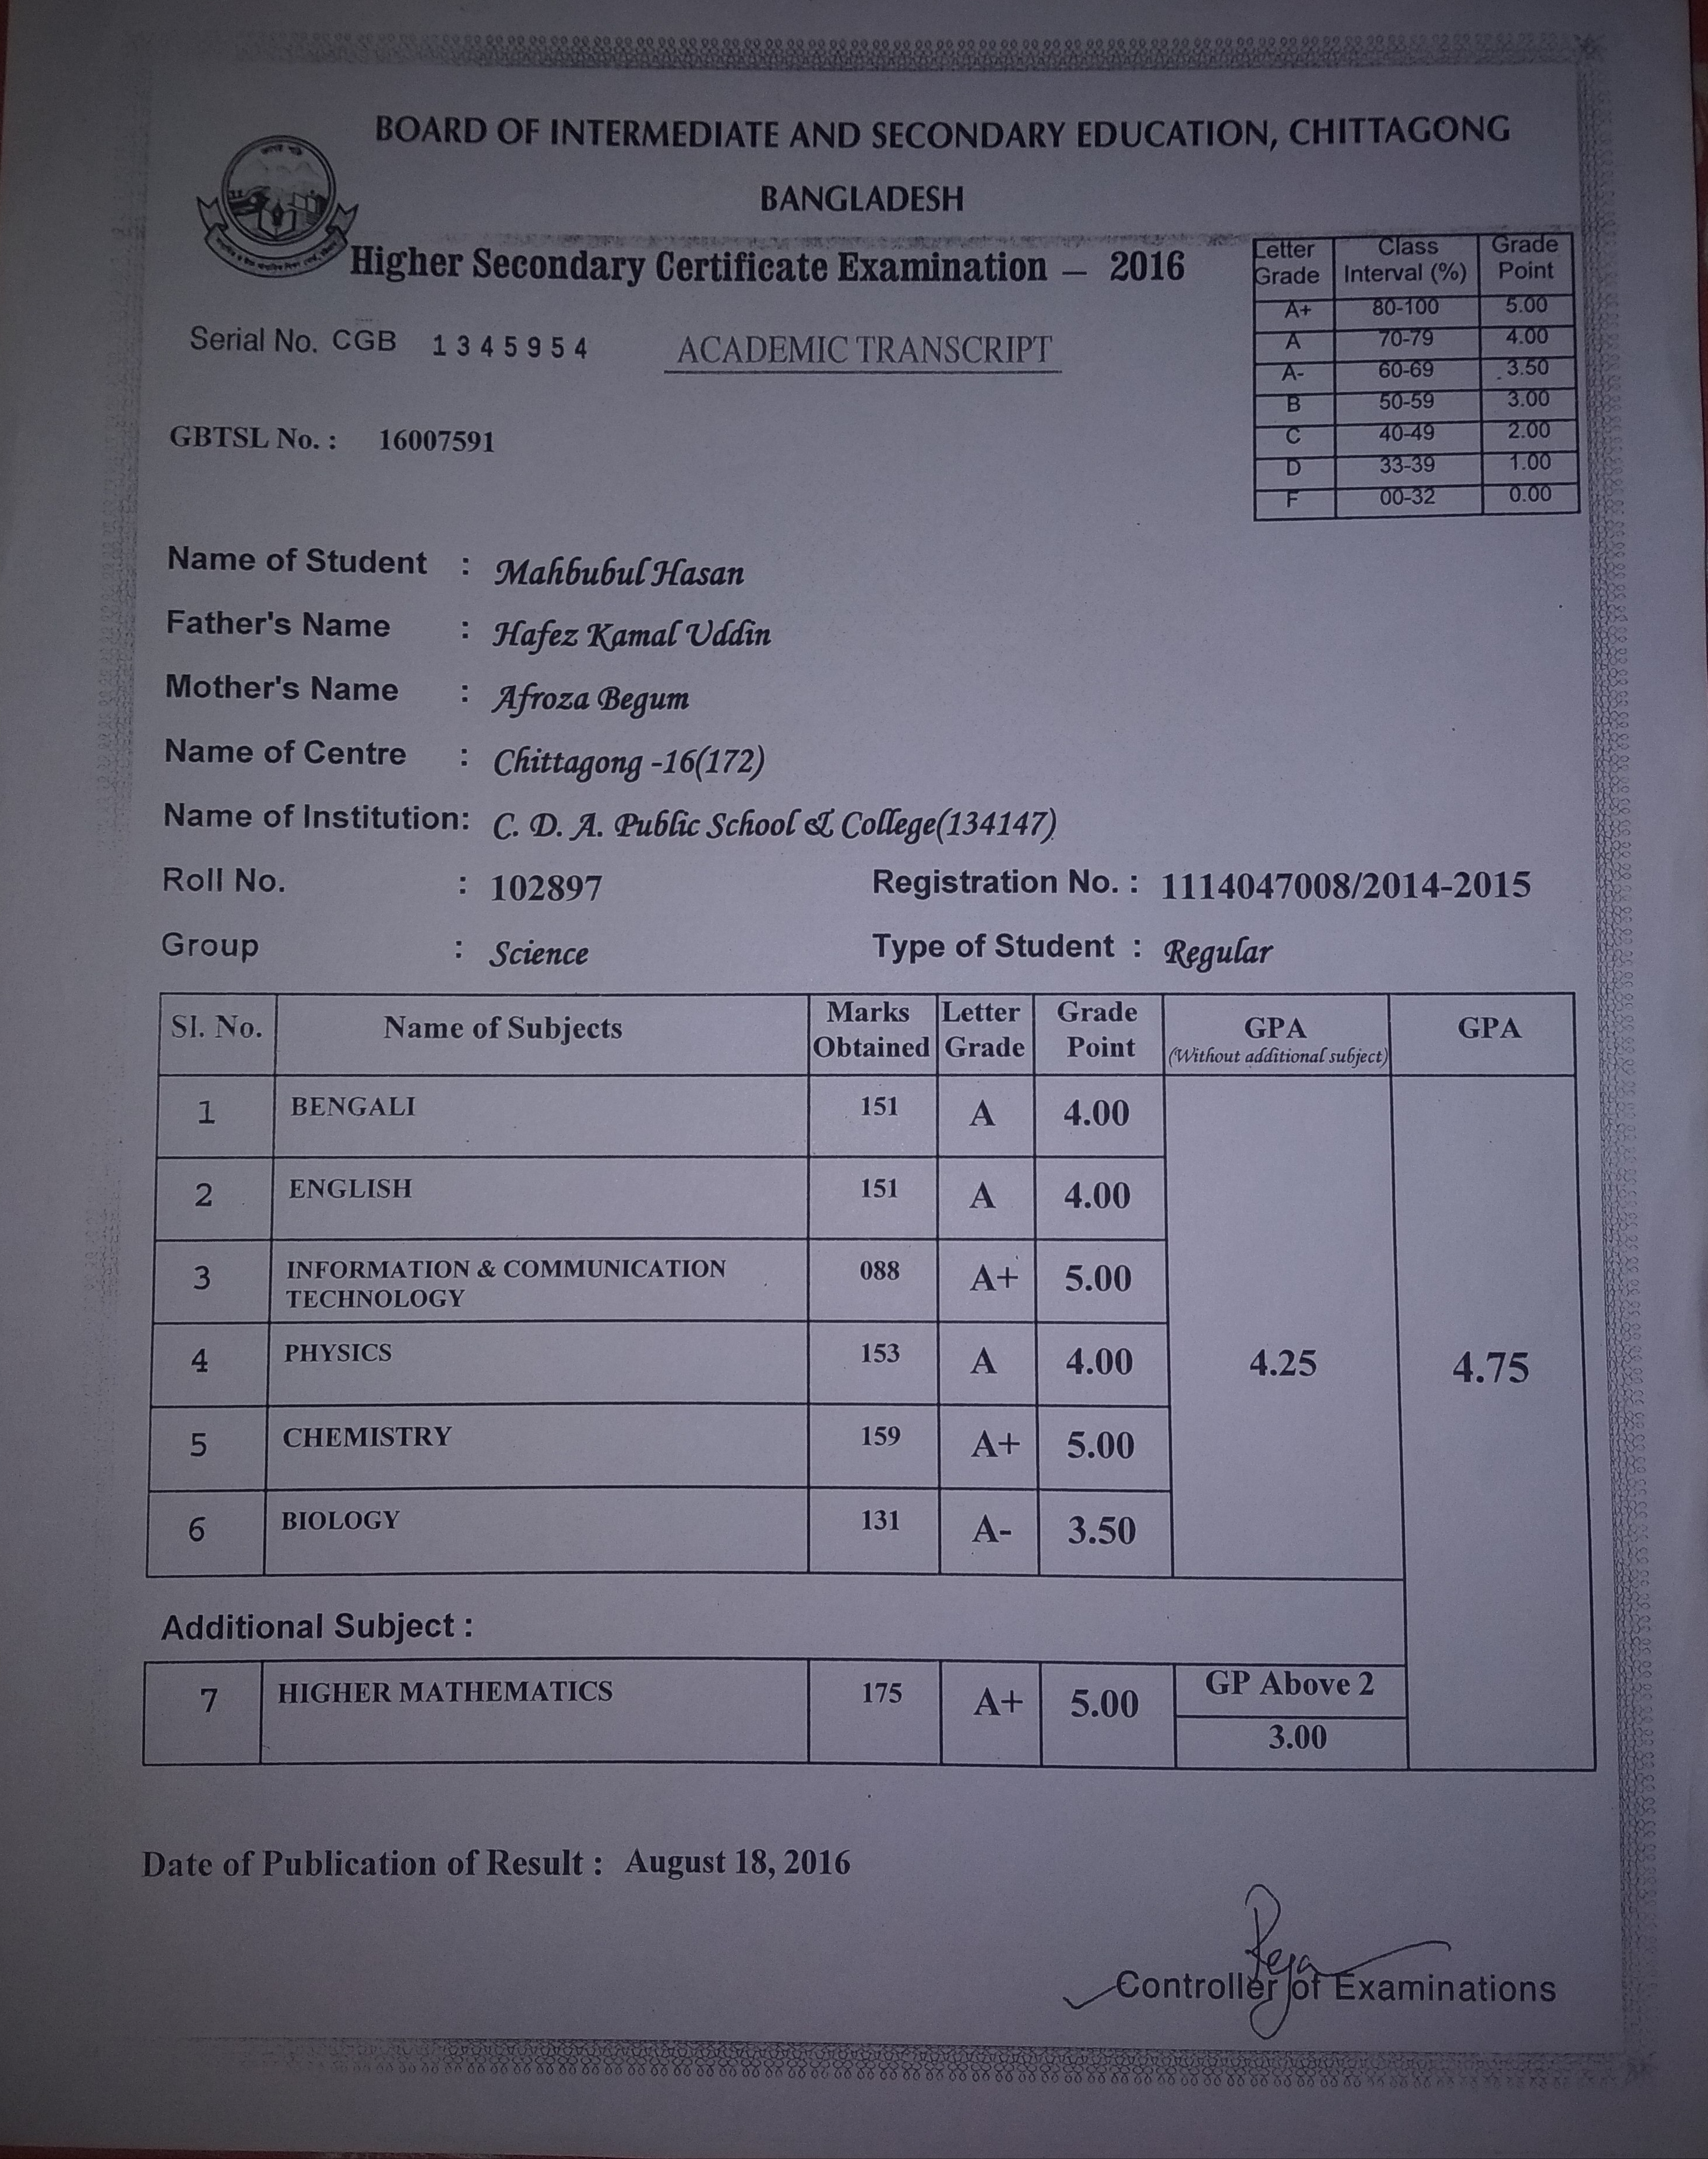 BOARD OF INTERMEDIATE AND SECONDARY EDUCATION, CHITTAGONG
BANGLADESH
Higher Secondary Certificate Examination – 2016
Serial No. CGB 1345954
ACADEMIC TRANSCRIPT
GBTSL No. : 16007591
Letter Grade Class Interval (%) Grade Point
A+ 80-100 5.00
A 70-79 4.00
A- 60-69 3.50
B 50-59 3.00
C 40-49 2.00
D 33-39 1.00
F 00-32 0.00
Name of Student : Mahbubul Hasan
Father's Name : Hafez Kamal Uddin
Mother's Name : Afroza Begum
Name of Centre : Chittagong -16(172)
Name of Institution: C. D. A. Public School & College(134147)
Roll No. : 102897 Registration No. : 1114047008/2014-2015
Group : Science Type of Student : Regular
SI. No. Name of Subjects Marks Obtained Letter Grade Grade Point GPA (Without additional subject) GPA
1 BENGALI 151 A 4.00
2 ENGLISH 151 A 4.00
3 INFORMATION & COMMUNICATION TECHNOLOGY 088 A+ 5.00
4 PHYSICS 153 A 4.00 4.25 4.75
5 CHEMISTRY 159 A+ 5.00
6 BIOLOGY 131 A- 3.50
Additional Subject :
7 HIGHER MATHEMATICS 175 A+ 5.00 GP Above 2
3.00
Date of Publication of Result : August 18, 2016
Controller of Examinations